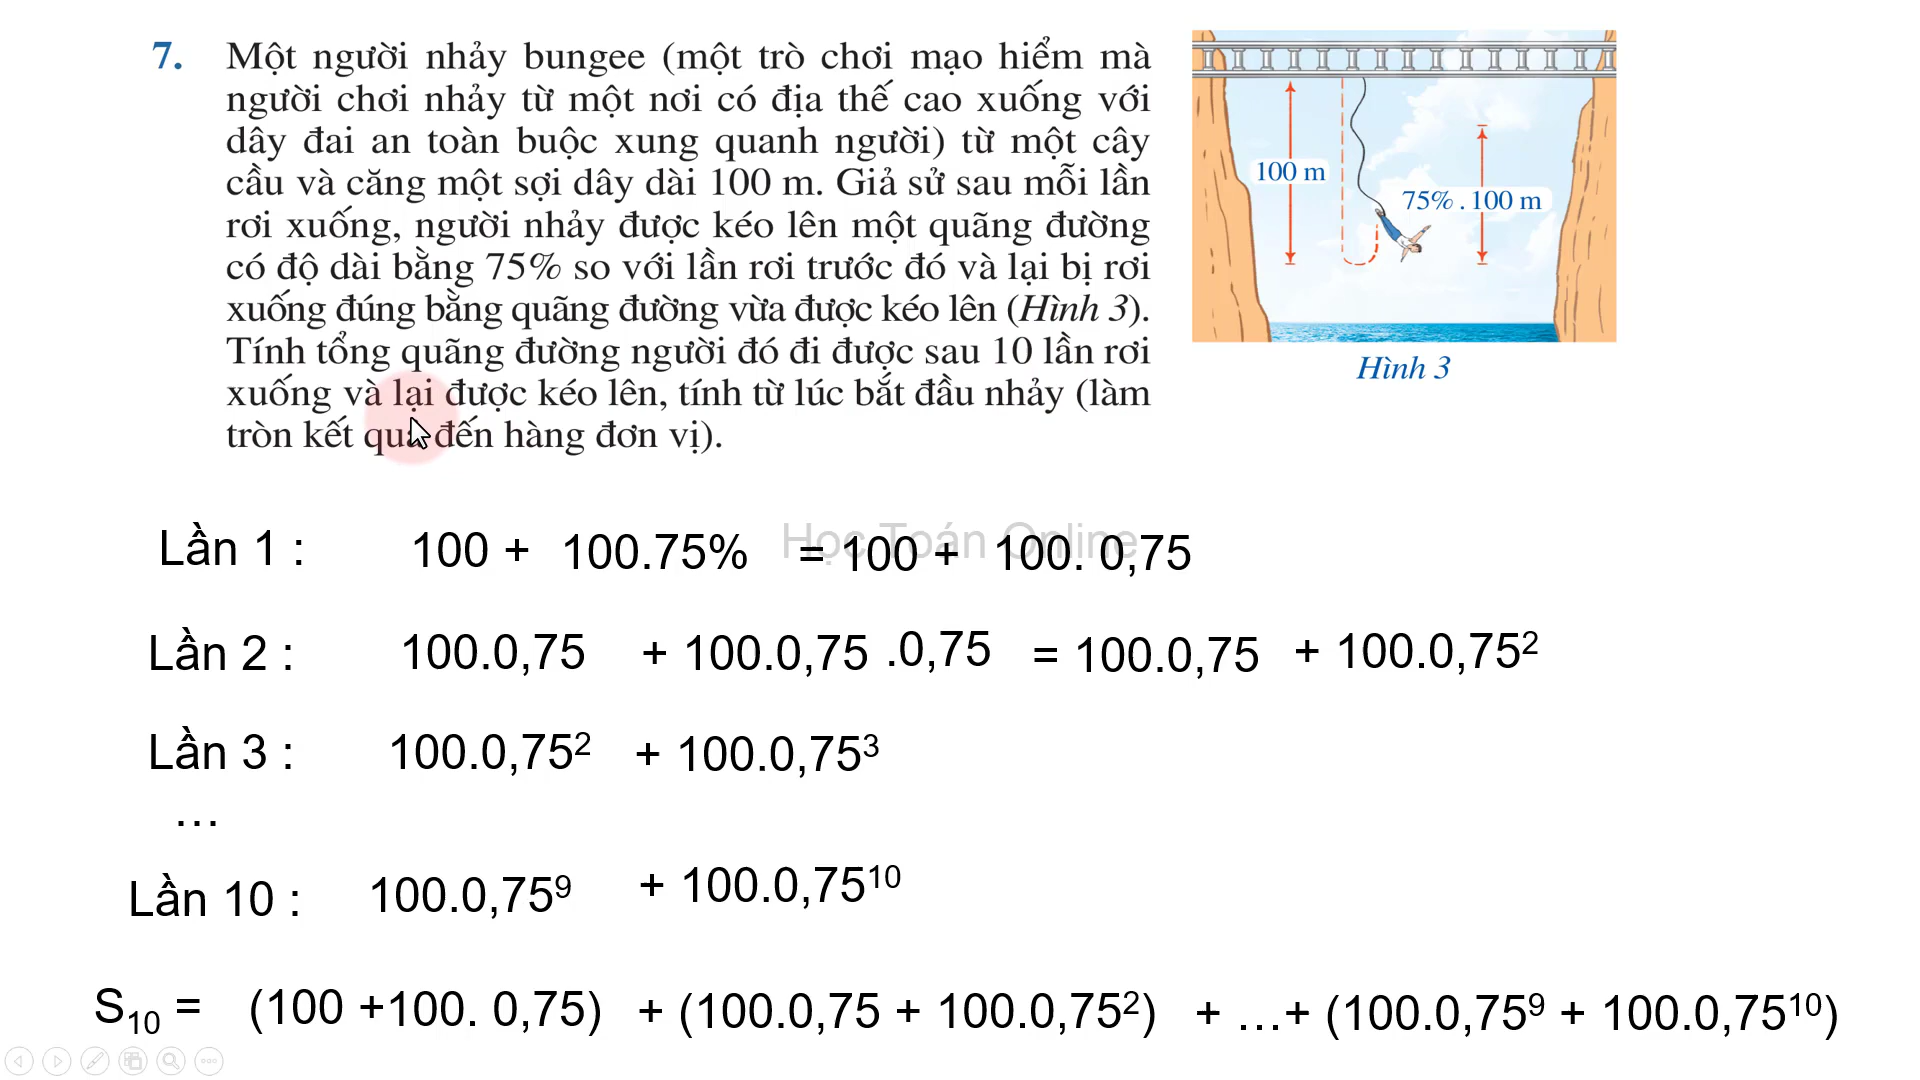 7. Một người nhảy bungee (một trò chơi mạo hiểm mà
người chơi nhảy từ một nơi có địa thế cao xuống với
dây đai an toàn buộc xung quanh người) từ một cây
cầu và căng một sợi dây dài 100 m. Giả sử sau mỗi lần
rơi xuống, người nhảy được kéo lên một quãng đường
có độ dài bằng 75% so với lần rơi trước đó và lại bị rơi
xuống đúng bằng quãng đường vừa được kéo lên (Hình 3).
Tính tổng quãng đường người đó đi được sau 10 lần rơi
xuống và lại được kéo lên, tính từ lúc bắt đầu nhảy (làm
tròn kết quả đến hàng đơn vị).
100 m
75% . 100 m
Hình 3
Học Toán Online
Lần 1 : 100 + 100.75% = 100 + 100. 0,75
Lần 2 : 100.0,75 + 100.0,75 .0,75 = 100.0,75 + 100.0,75²
Lần 3 : 100.0,75² + 100.0,75³
...
Lần 10 : 100.0,75⁹ + 100.0,75¹⁰
S₁₀ = (100 +100. 0,75) + (100.0,75 + 100.0,75²) + ...+ (100.0,75⁹ + 100.0,75¹⁰)